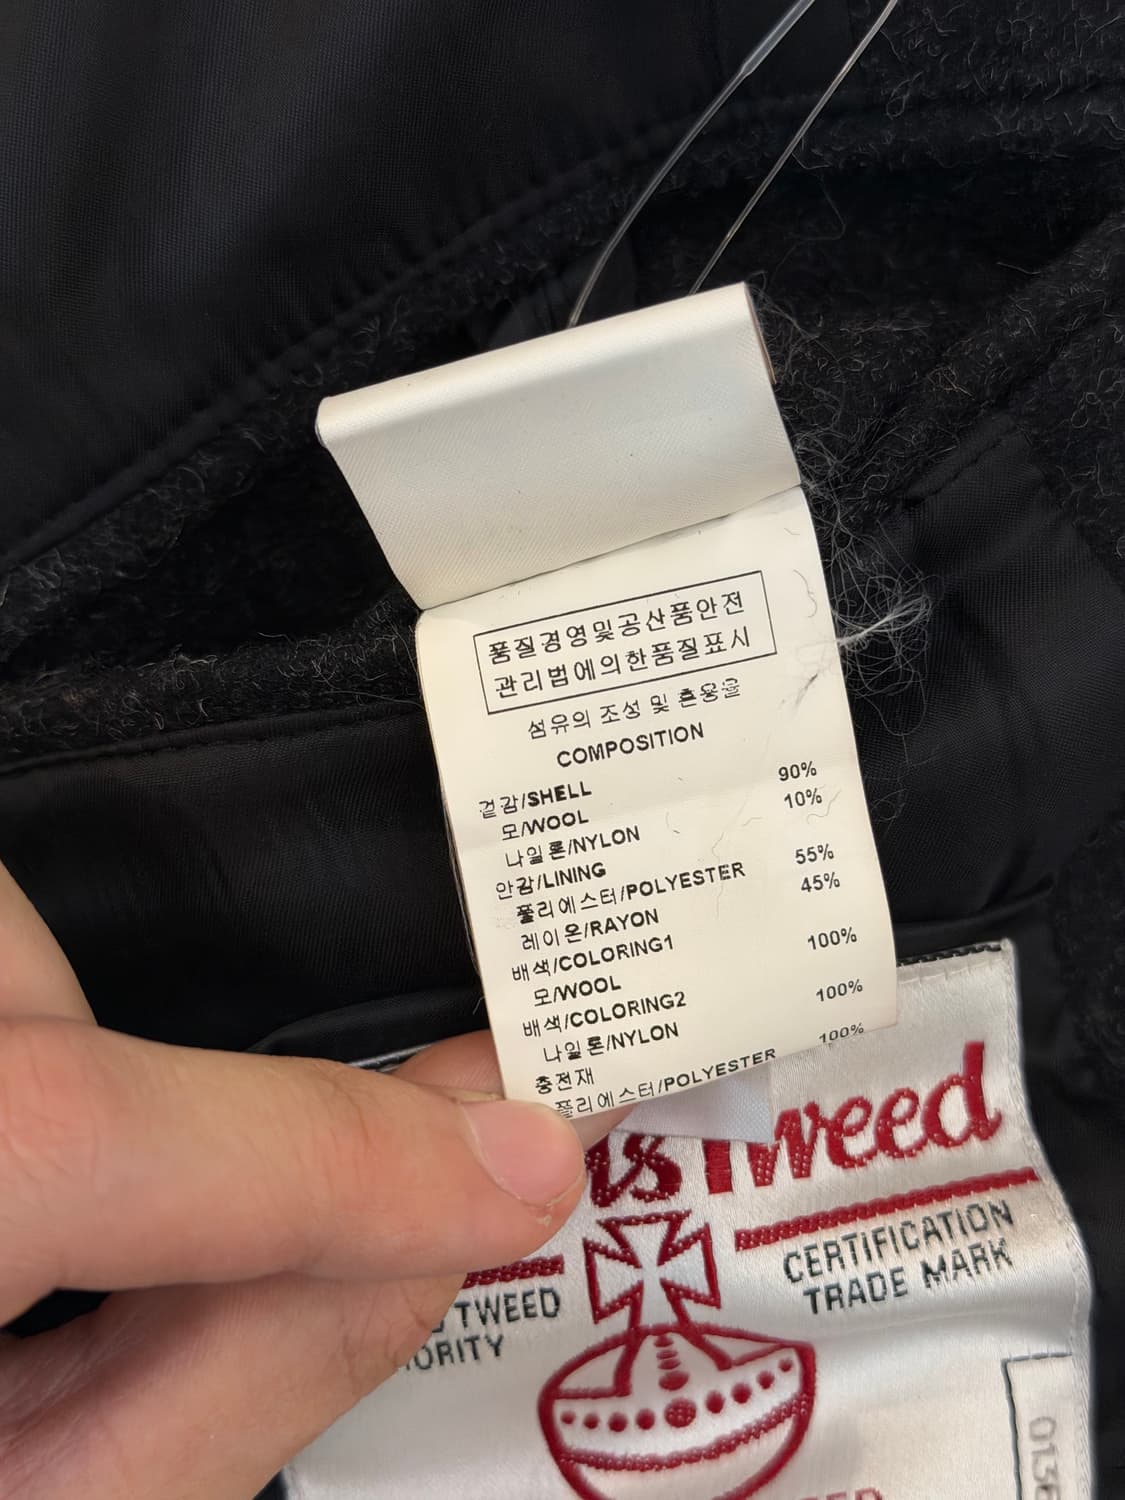 품질경영및공산품안전
관리법에의한품질표시
섬유의 조성 및 혼용율
COMPOSITION
겉감/SHELL
모/WOOL 90%
나일론/NYLON 10%
안감/LINING
폴리에스터/POLYESTER 55%
레이온/RAYON 45%
배색/COLORING1
모/WOOL 100%
배색/COLORING2
나일론/NYLON 100%
충전재
폴리에스터/POLYESTER 100%
Tweed
CERTIFICATION
TRADE MARK
TWEED